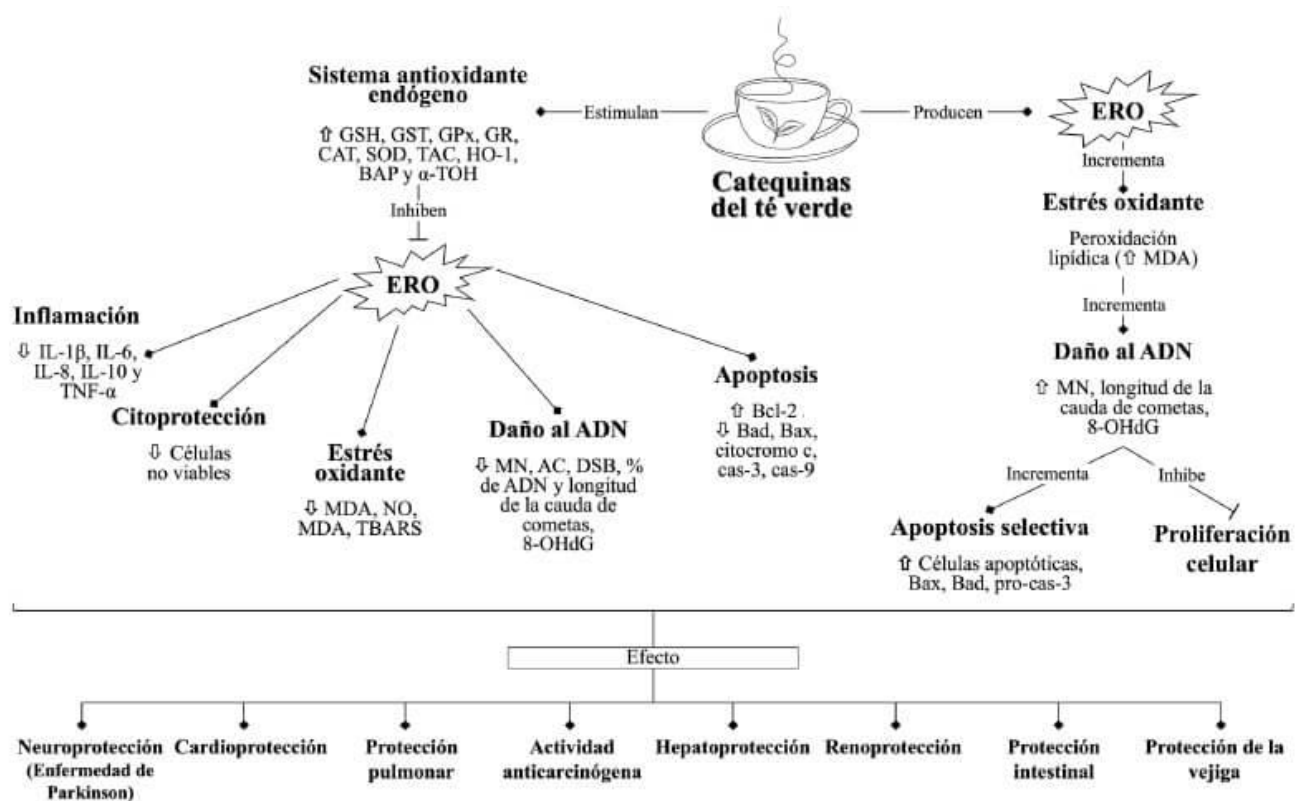 Sistema antioxidante
endógeno
⇧ GSH, GST, GPx, GR,
CAT, SOD, TAC, HO-1,
BAP y α-TOH
Inhiben
ERO
Estimulan
Catequinas
del té verde
Producen
ERO
Incrementa
Estrés oxidante
Peroxidación
lipídica (⇧ MDA)
Incrementa
Daño al ADN
⇧ MN, longitud de la
cauda de cometas,
8-OHdG
Incrementa
Inhibe
Apoptosis selectiva
⇧ Células apoptóticas,
Bax, Bad, pro-cas-3
Proliferación
celular
Inflamación
⇩ IL-1β, IL-6,
IL-8, IL-10 y
TNF-α
Citoprotección
⇩ Células
no viables
Estrés
oxidante
⇩ MDA, NO,
MDA, TBARS
Daño al ADN
⇩ MN, AC, DSB, %
de ADN y longitud
de la cauda de
cometas,
8-OHdG
Apoptosis
⇧ Bcl-2
⇩ Bad, Bax,
citocromo c,
cas-3, cas-9
Efecto
Neuroprotección
(Enfermedad de
Parkinson)
Cardioprotección
Protección
pulmonar
Actividad
anticarcinógena
Hepatoprotección
Renoprotección
Protección
intestinal
Protección de la
vejiga